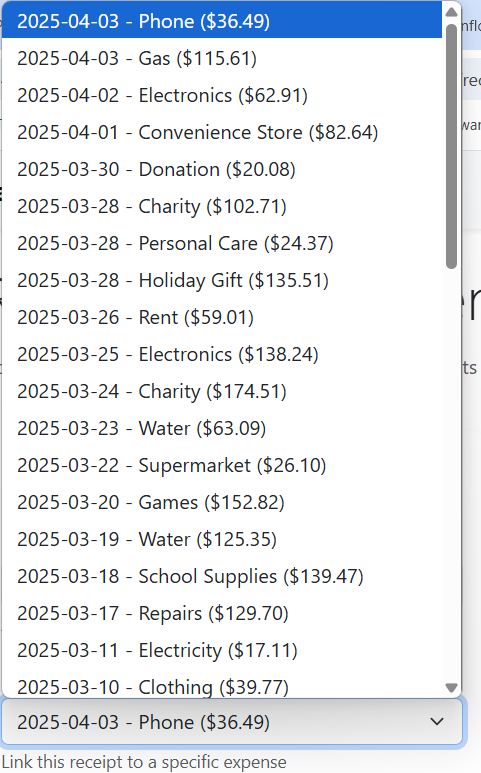 2025-04-03 - Phone ($36.49)
2025-04-03 - Gas ($115.61)
2025-04-02 - Electronics ($62.91)
2025-04-01 - Convenience Store ($82.64)
2025-03-30 - Donation ($20.08)
2025-03-28 - Charity ($102.71)
2025-03-28 - Personal Care ($24.37)
2025-03-28 - Holiday Gift ($135.51)
2025-03-26 - Rent ($59.01)
2025-03-25 - Electronics ($138.24)
2025-03-24 - Charity ($174.51)
2025-03-23 - Water ($63.09)
2025-03-22 - Supermarket ($26.10)
2025-03-20 - Games ($152.82)
2025-03-19 - Water ($125.35)
2025-03-18 - School Supplies ($139.47)
2025-03-17 - Repairs ($129.70)
2025-03-11 - Electricity ($17.11)
2025-03-10 - Clothing ($39.77)
2025-04-03 - Phone ($36.49)
Link this receipt to a specific expense